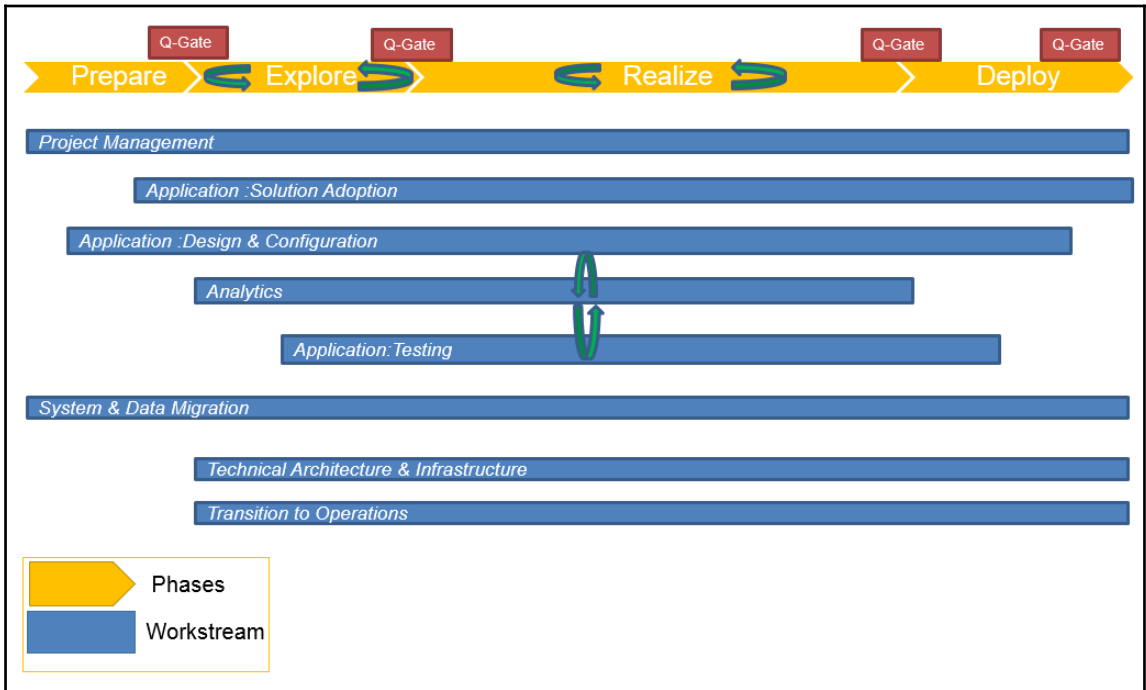 Q-Gate
Q-Gate
Q-Gate
Q-Gate
Prepare
Explore
Realize
Deploy
Project Management
Application :Solution Adoption
Application :Design & Configuration
Analytics
Application:Testing
System & Data Migration
Technical Architecture & Infrastructure
Transition to Operations
Phases
Workstream